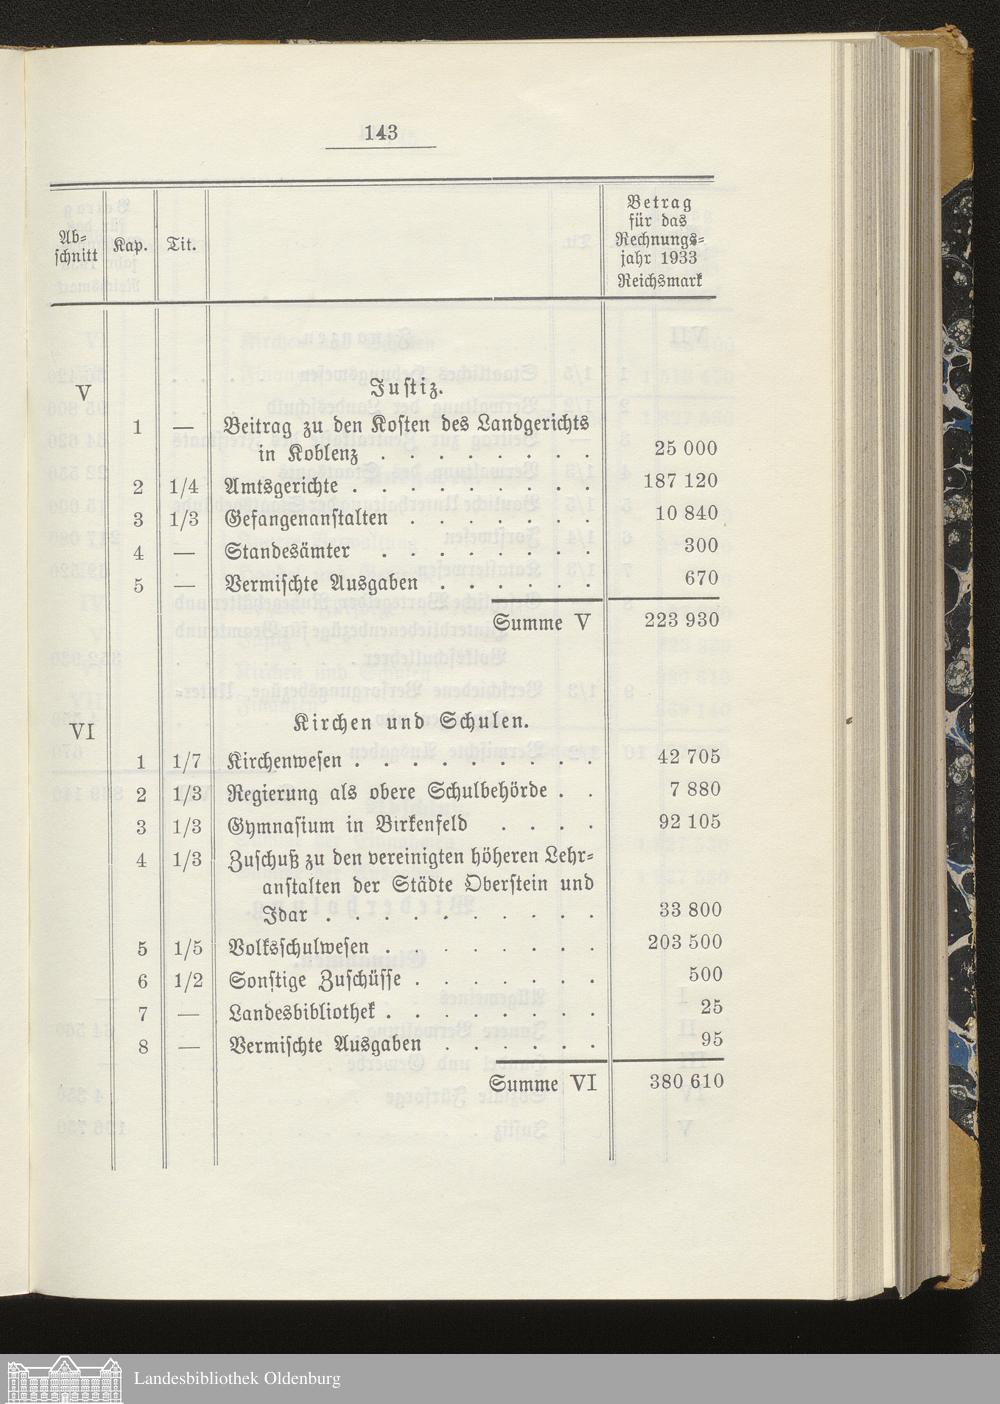 143
Ab=
schnitt
Kap.
Tit.
Betrag
für das
Rechnungs=
jahr 1933
Reichsmark
V Justiz.
1 — Beitrag zu den Kosten des Landgerichts
in Koblenz . . . . . . . . 25 000
2 1/4 Amtsgerichte . . . . . . . . . 187 120
3 1/3 Gefangenanstalten . . . . . . . 10 840
4 — Standesämter . . . . . . . . 300
5 — Vermischte Ausgaben . . . . . . 670
Summe V 223 930
VI Kirchen und Schulen.
1 1/7 Kirchenwesen . . . . . . . . . 42 705
2 1/3 Regierung als obere Schulbehörde . . 7 880
3 1/3 Gymnasium in Birkenfeld . . . . 92 105
4 1/3 Zuschuß zu den vereinigten höheren Lehr=
anstalten der Städte Oberstein und
Idar . . . . . . . . . . 33 800
5 1/5 Volksschulwesen . . . . . . . . 203 500
6 1/2 Sonstige Zuschüsse . . . . . . . 500
7 — Landesbibliothek . . . . . . . . 25
8 — Vermischte Ausgaben . . . . . . 95
Summe VI 380 610
Landesbibliothek Oldenburg